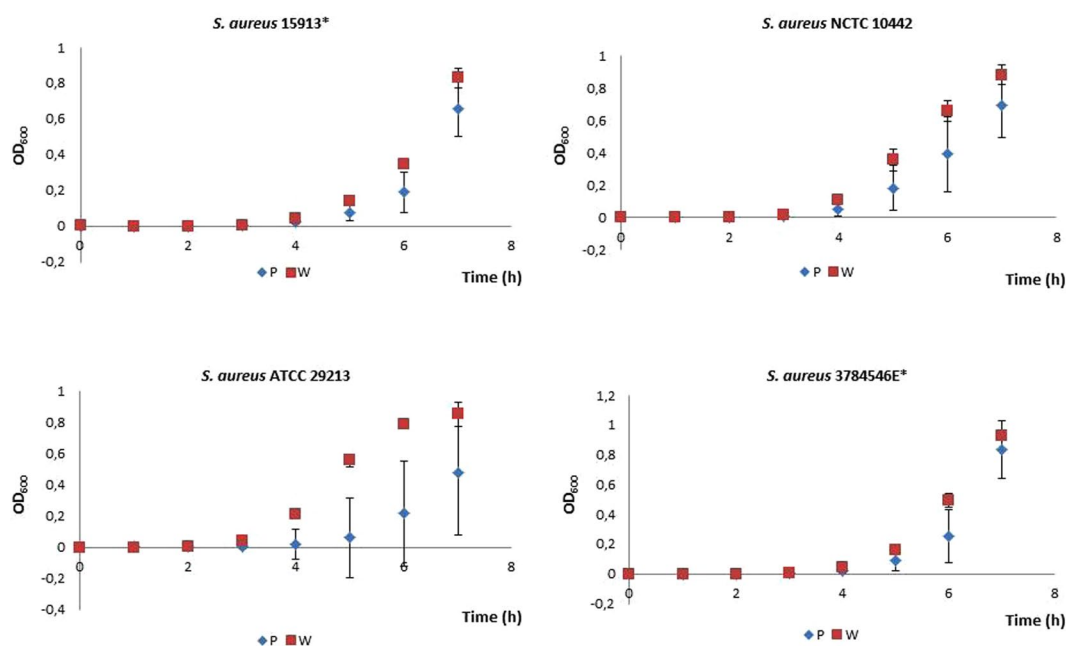 S. aureus 15913*
1
0,8
0,6
0,4
0,2
0
-0,2
OD600
0 2 4 6 8
Time (h)
P W
S. aureus NCTC 10442
1
0,8
0,6
0,4
0,2
0
-0,2
OD600
0 2 4 6 8
Time (h)
P W
S. aureus ATCC 29213
1
0,8
0,6
0,4
0,2
0
-0,2
-0,4
OD600
0 2 4 6 8
Time (h)
P W
S. aureus 3784546E*
1,2
1
0,8
0,6
0,4
0,2
0
-0,2
OD600
0 2 4 6 8
Time (h)
P W